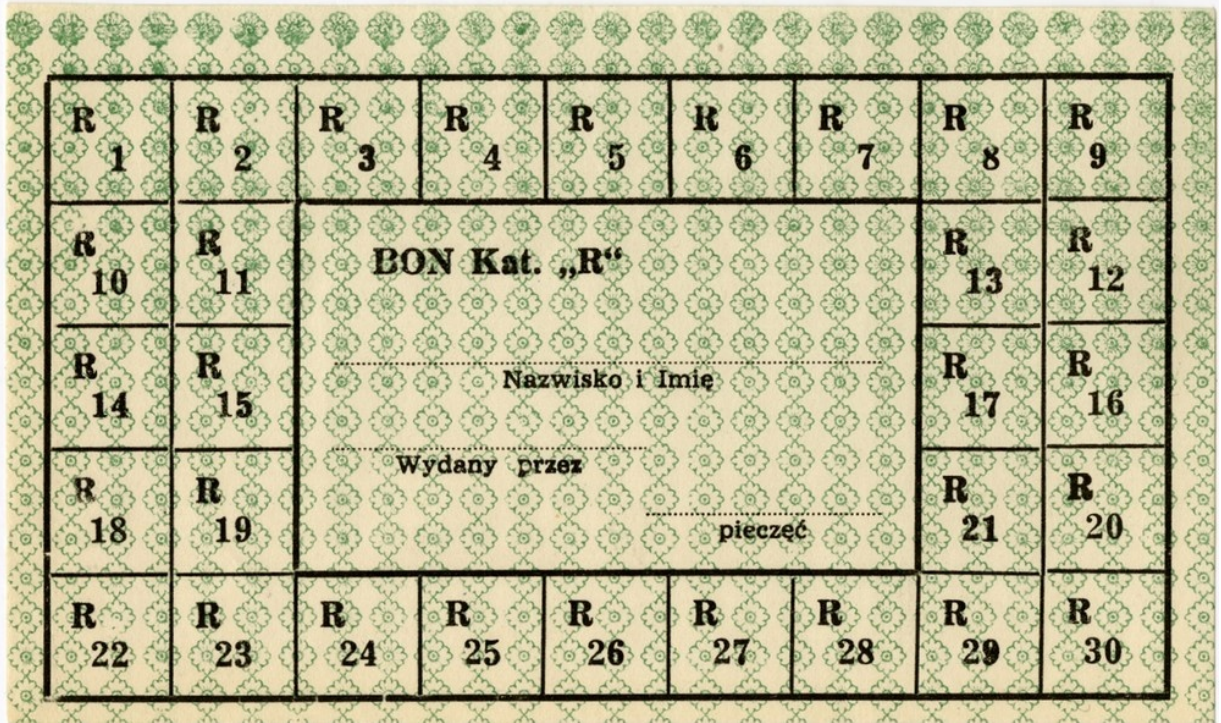 R 1 R 2 R 3 R 4 R 5 R 6 R 7 R 8 R 9
R 10 R 11 BON Kat. „R“ R 13 R 12
Nazwisko i Imię
R 14 R 15 R 17 R 16
Wydany przez
R 18 R 19 R 21 R 20
pieczęć
R 22 R 23 R 24 R 25 R 26 R 27 R 28 R 29 R 30